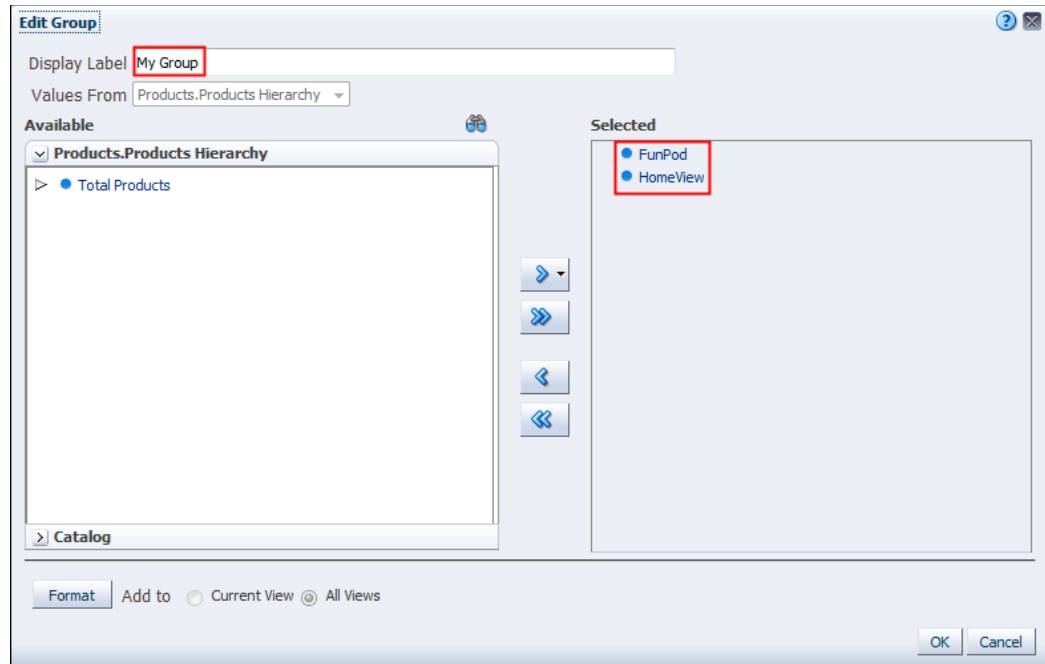 Edit Group
Display Label My Group
Values From Products.Products Hierarchy
Available
Selected
Products.Products Hierarchy
Total Products
FunPod
HomeView
Catalog
Format Add to Current View All Views
OK Cancel